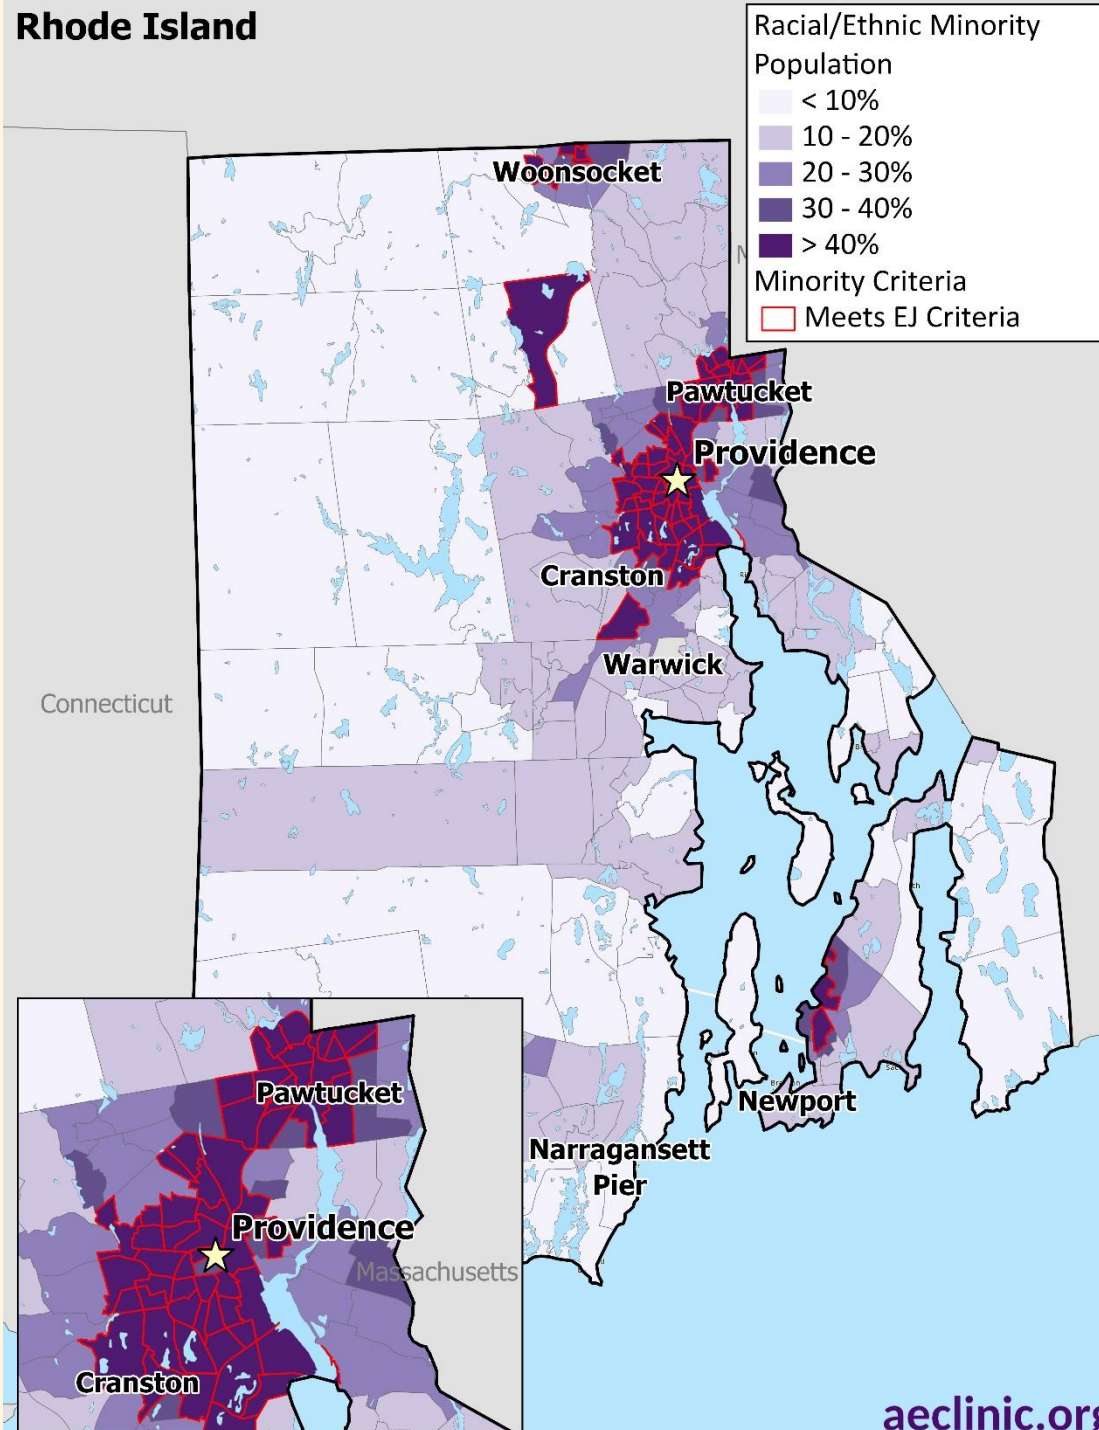 Rhode Island
Racial/Ethnic Minority
Population
< 10%
10 - 20%
20 - 30%
30 - 40%
> 40%
Minority Criteria
Meets EJ Criteria
Woonsocket
Pawtucket
Providence
Cranston
Warwick
Connecticut
Newport
Narragansett
Pier
Pawtucket
Providence
Massachusetts
Cranston
aeclinic.org